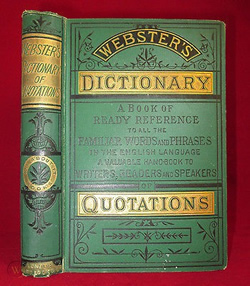 WEBSTER'S
DICTIONARY
OF QUOTATIONS
WEBSTER'S
DICTIONARY
A BOOK OF
READY REFERENCE
TO ALL THE
FAMILIAR WORDS AND PHRASES
IN THE ENGLISH LANGUAGE
A VALUABLE HANDBOOK TO
WRITERS, READERS AND SPEAKERS
OF
QUOTATIONS